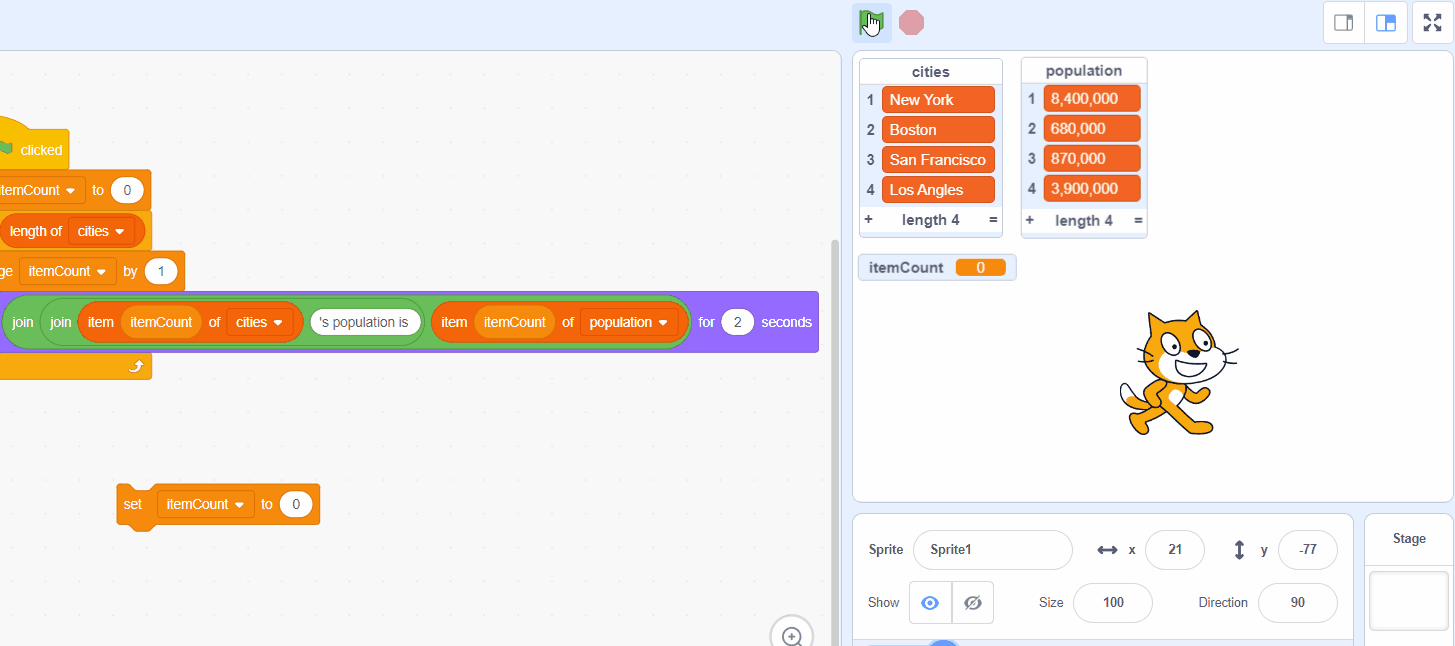 clicked
itemCount to 0
length of cities
ge itemCount by 1
join join item itemCount of cities 's population is item itemCount of population for 2 seconds
set itemCount to 0
cities
1 New York
2 Boston
3 San Francisco
4 Los Angles
+ length 4 =
population
1 8,400,000
2 680,000
3 870,000
4 3,900,000
+ length 4 =
itemCount 0
Sprite Sprite1 x 21 y -77
Show Size 100 Direction 90
Stage